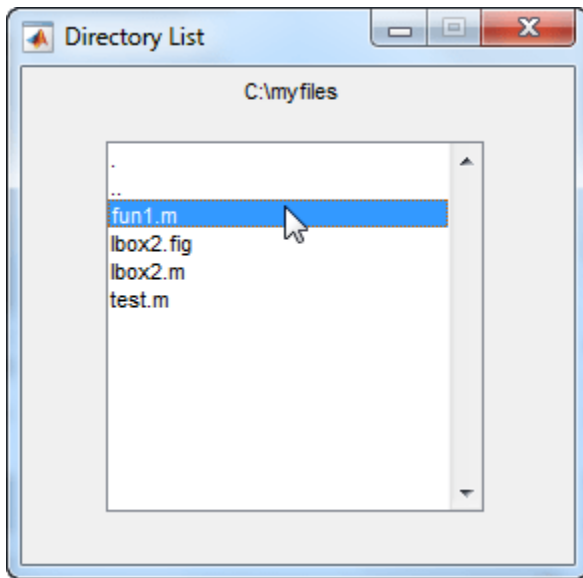 Directory List
C:\myfiles
.
..
fun1.m
lbox2.fig
lbox2.m
test.m